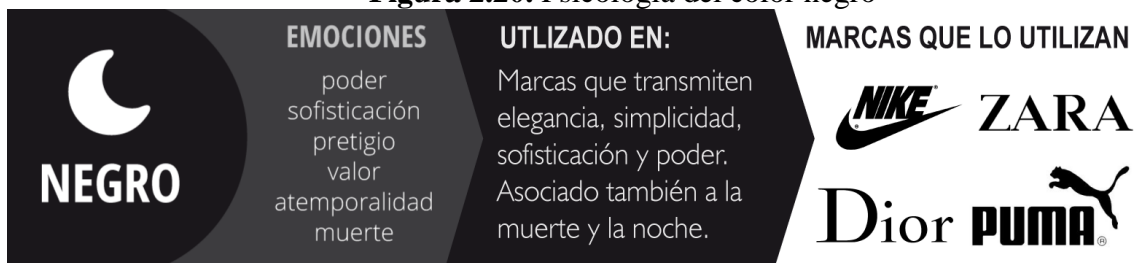 Figura 2.20. Psicología del color negro
NEGRO
EMOCIONES
poder
sofisticación
pretigio
valor
atemporalidad
muerte
UTLIZADO EN:
Marcas que transmiten
elegancia, simplicidad,
sofisticación y poder.
Asociado también a la
muerte y la noche.
MARCAS QUE LO UTILIZAN
NIKE ZARA
Dior PUMA